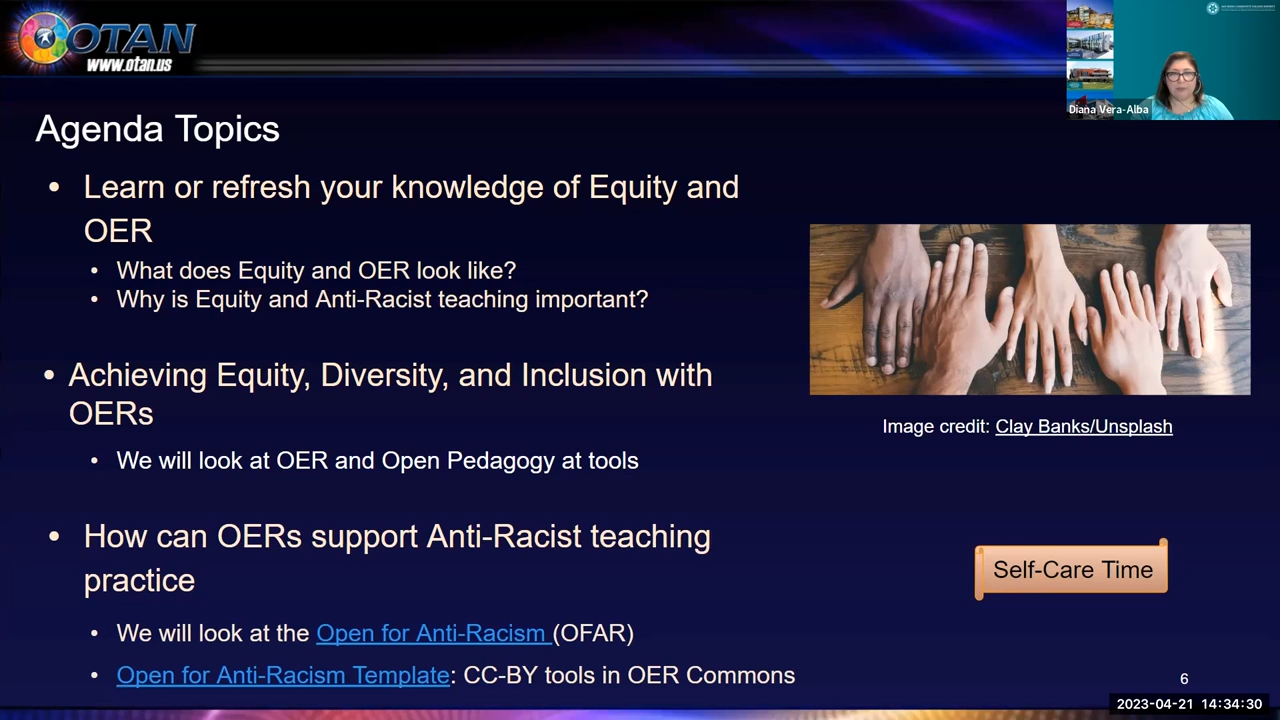 OTAN
www.otan.us
Diana Vera-Alba
Agenda Topics
• Learn or refresh your knowledge of Equity and
OER
• What does Equity and OER look like?
• Why is Equity and Anti-Racist teaching important?
• Achieving Equity, Diversity, and Inclusion with
OERs
• We will look at OER and Open Pedagogy at tools
• How can OERs support Anti-Racist teaching
practice
• We will look at the Open for Anti-Racism (OFAR)
• Open for Anti-Racism Template: CC-BY tools in OER Commons
Image credit: Clay Banks/Unsplash
Self-Care Time
6
2023-04-21 14:34:30